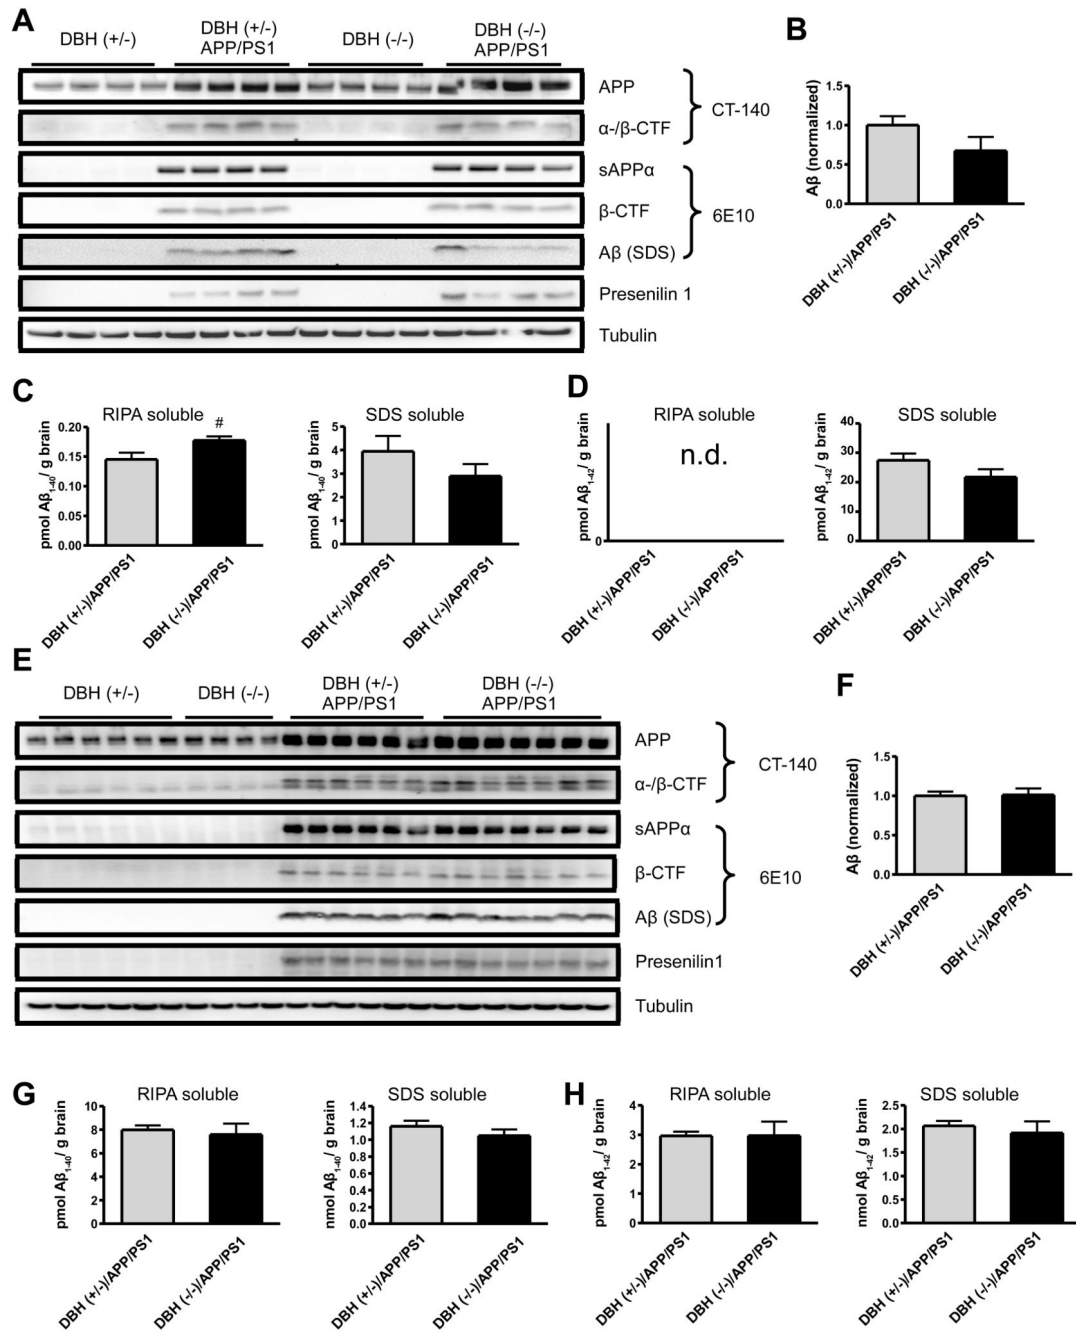 A
DBH (+/-)
DBH (+/-)
APP/PS1
DBH (-/-)
DBH (-/-)
APP/PS1
APP
α-/β-CTF
CT-140
sAPPα
β-CTF
Aβ (SDS)
6E10
Presenilin 1
Tubulin
B
Aβ (normalized)
1.5
1.0
0.5
0.0
DBH (+/-)/APP/PS1
DBH (-/-)/APP/PS1
C
RIPA soluble
pmol Aβ1-40/ g brain
0.20
0.15
0.10
0.05
0.00
#
DBH (+/-)/APP/PS1
DBH (-/-)/APP/PS1
SDS soluble
pmol Aβ1-40/ g brain
5
4
3
2
1
0
DBH (+/-)/APP/PS1
DBH (-/-)/APP/PS1
D
RIPA soluble
pmol Aβ1-42/ g brain
n.d.
0
DBH (+/-)/APP/PS1
DBH (-/-)/APP/PS1
SDS soluble
pmol Aβ1-42/ g brain
40
30
20
10
0
DBH (+/-)/APP/PS1
DBH (-/-)/APP/PS1
E
DBH (+/-)
DBH (-/-)
DBH (+/-)
APP/PS1
DBH (-/-)
APP/PS1
APP
α-/β-CTF
CT-140
sAPPα
β-CTF
Aβ (SDS)
6E10
Presenilin1
Tubulin
F
Aβ (normalized)
1.5
1.0
0.5
0.0
DBH (+/-)/APP/PS1
DBH (-/-)/APP/PS1
G
RIPA soluble
pmol Aβ1-40/ g brain
10
8
6
4
2
0
DBH (+/-)/APP/PS1
DBH (-/-)/APP/PS1
SDS soluble
nmol Aβ1-40/ g brain
1.4
1.2
1.0
0.8
0.6
0.4
0.2
0.0
DBH (+/-)/APP/PS1
DBH (-/-)/APP/PS1
H
RIPA soluble
pmol Aβ1-42/ g brain
4
3
2
1
0
DBH (+/-)/APP/PS1
DBH (-/-)/APP/PS1
SDS soluble
nmol Aβ1-42/ g brain
2.5
2.0
1.5
1.0
0.5
0.0
DBH (+/-)/APP/PS1
DBH (-/-)/APP/PS1